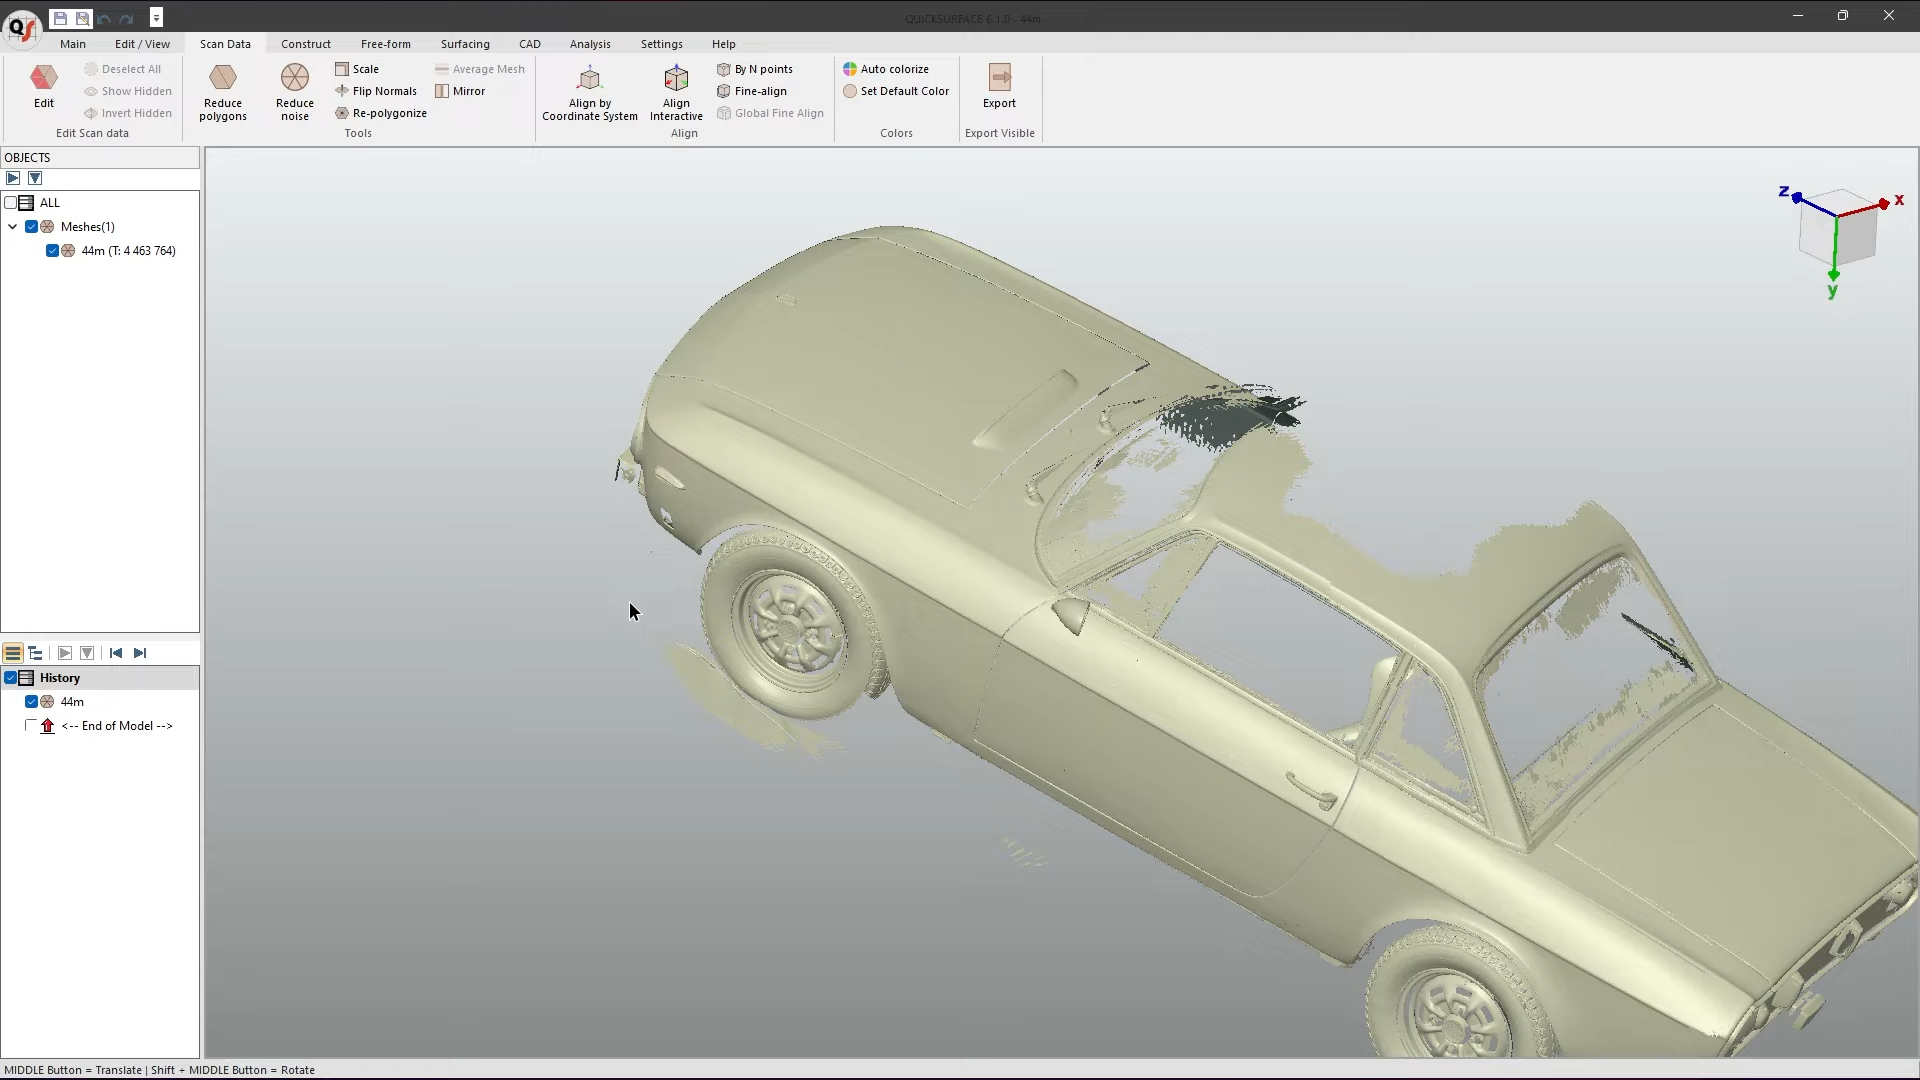 QS
QUICKSURFACE 6.1.0 - 44m
Main Edit / View Scan Data Construct Free-form Surfacing CAD Analysis Settings Help
Edit
Deselect All
Show Hidden
Invert Hidden
Edit Scan data
Reduce polygons
Reduce noise
Scale
Flip Normals
Re-polygonize
Average Mesh
Mirror
Tools
Align by Coordinate System
Align Interactive
By N points
Fine-align
Global Fine Align
Align
Auto colorize
Set Default Color
Colors
Export
Export Visible
OBJECTS
ALL
Meshes(1)
44m (T: 4 463 764)
z
x
y
History
44m
<-- End of Model -->
MIDDLE Button = Translate | Shift + MIDDLE Button = Rotate